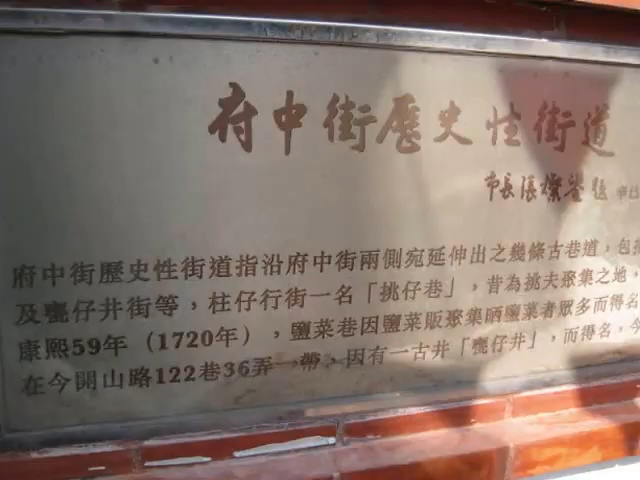 府中街歷史性街道
市長張燦鍙題
府中街歷史性街道指沿府中街兩側宛延伸出之幾條古巷道，包括
及甕仔井街等，柱仔行街一名「挑仔巷」，昔為挑夫聚集之地，
康熙59年（1720年），鹽菜巷因鹽菜販聚集晒鹽菜者眾多而得名
在今開山路122巷36弄一帶，因有一古井「甕仔井」，而得名，今